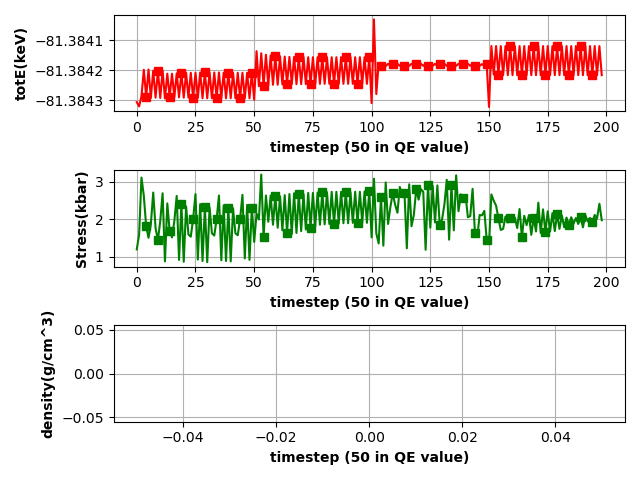 totE(keV)
−81.3841
−81.3842
−81.3843
0 25 50 75 100 125 150 175 200
timestep (50 in QE value)
Stress(kbar)
3
2
1
0 25 50 75 100 125 150 175 200
timestep (50 in QE value)
density(g/cm^3)
0.05
0.00
−0.05
−0.04 −0.02 0.00 0.02 0.04
timestep (50 in QE value)